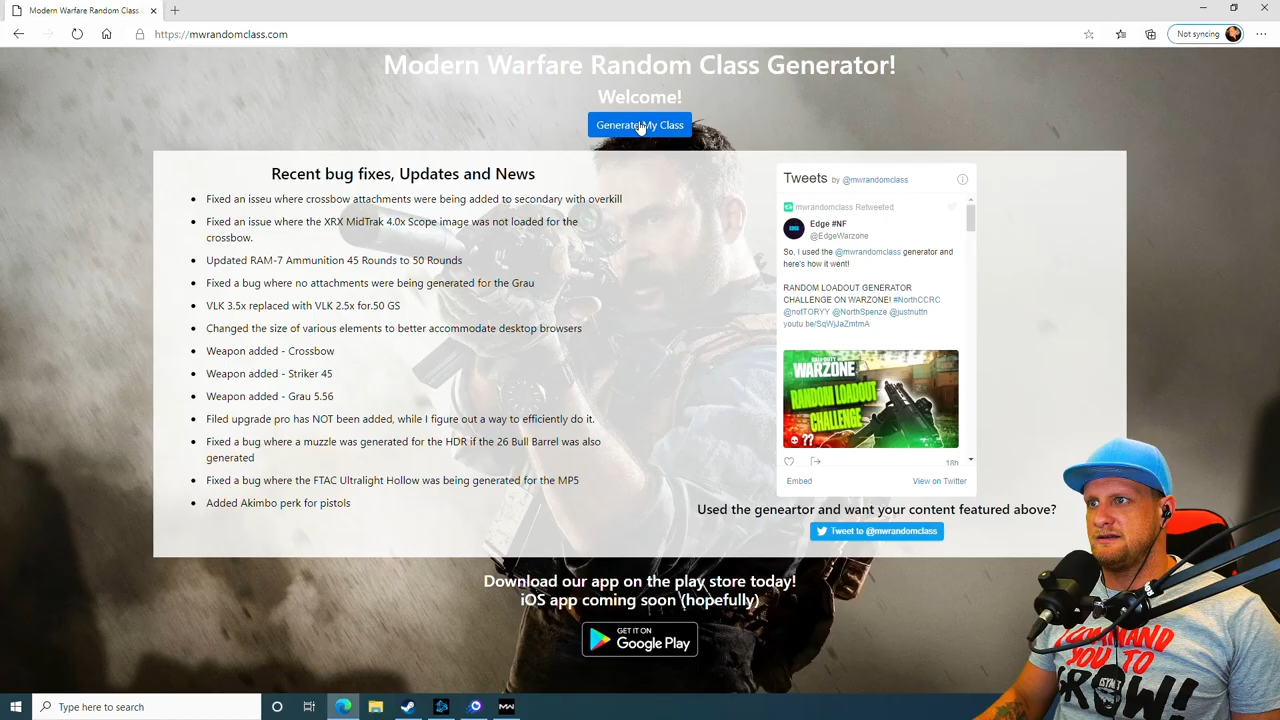 Modern Warfare Random Class
https://mwrandomclass.com
Not syncing
Modern Warfare Random Class Generator!
Welcome!
Generate My Class
Recent bug fixes, Updates and News
Fixed an isseu where crossbow attachments were being added to secondary with overkill
Fixed an issue where the XRX MidTrak 4.0x Scope image was not loaded for the
crossbow.
Updated RAM-7 Ammunition 45 Rounds to 50 Rounds
Fixed a bug where no attachments were being generated for the Grau
VLK 3.5x replaced with VLK 2.5x for.50 GS
Changed the size of various elements to better accommodate desktop browsers
Weapon added - Crossbow
Weapon added - Striker 45
Weapon added - Grau 5.56
Filed upgrade pro has NOT been added, while I figure out a way to efficiently do it.
Fixed a bug where a muzzle was generated for the HDR if the 26 Bull Barrel was also
generated
Fixed a bug where the FTAC Ultralight Hollow was being generated for the MP5
Added Akimbo perk for pistols
Tweets by @mwrandomclass
mwrandomclass Retweeted
Edge #NF
@EdgeWarzone
So, I used the @mwrandomclass generator and
here's how it went!
RANDOM LOADOUT GENERATOR
CHALLENGE ON WARZONE! #NorthCCRC
@notTORYY @NorthSpenze @justnuttn
youtu.be/SqWjJaZmtmA
CALL OF DUTY
WARZONE
RANDOM LOADOUT
CHALLENGE
??
18h
Embed
View on Twitter
Used the geneartor and want your content featured above?
Tweet to @mwrandomclass
Download our app on the play store today!
iOS app coming soon (hopefully)
GET IT ON
Google Play
COMMAND
YOU TO
GROW!
Type here to search